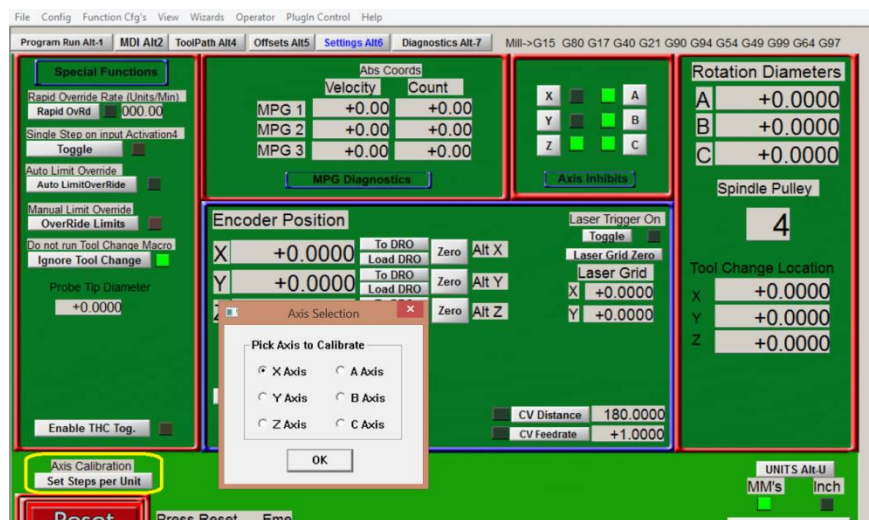 File Config Function Cfg's View Wizards Operator PlugIn Control Help
Program Run Alt-1 MDI Alt2 ToolPath Alt4 Offsets Alt5 Settings Alt6 Diagnostics Alt-7 Mill->G15 G80 G17 G40 G21 G90 G94 G54 G49 G99 G64 G97
Special Functions
Rapid Override Rate (Units/Min)
Rapid OvRd 000.00
Single Step on input Activation4
Toggle
Auto Limit Override
Auto LimitOverRide
Manual Limit Override
OverRide Limits
Do not run Tool Change Macro
Ignore Tool Change
Probe Tip Diameter
+0.0000
Enable THC Tog.
Abs Coords
Velocity Count
MPG 1 +0.00 +0.00
MPG 2 +0.00 +0.00
MPG 3 +0.00 +0.00
MPG Diagnostics
X A
Y B
Z C
Axis Inhibits
Rotation Diameters
A +0.0000
B +0.0000
C +0.0000
Spindle Pulley
4
Tool Change Location
X +0.0000
Y +0.0000
Z +0.0000
Encoder Position
X +0.0000 To DRO Load DRO Zero Alt X
Y +0.0000 To DRO Load DRO Zero Alt Y
Zero Alt Z
Laser Trigger On
Toggle
Laser Grid Zero
Laser Grid
X +0.0000
Y +0.0000
CV Distance 180.0000
CV Feedrate +1.0000
Axis Selection
Pick Axis to Calibrate
X Axis A Axis
Y Axis B Axis
Z Axis C Axis
OK
Axis Calibration
Set Steps per Unit
UNITS Alt-U
MM's Inch
Reset